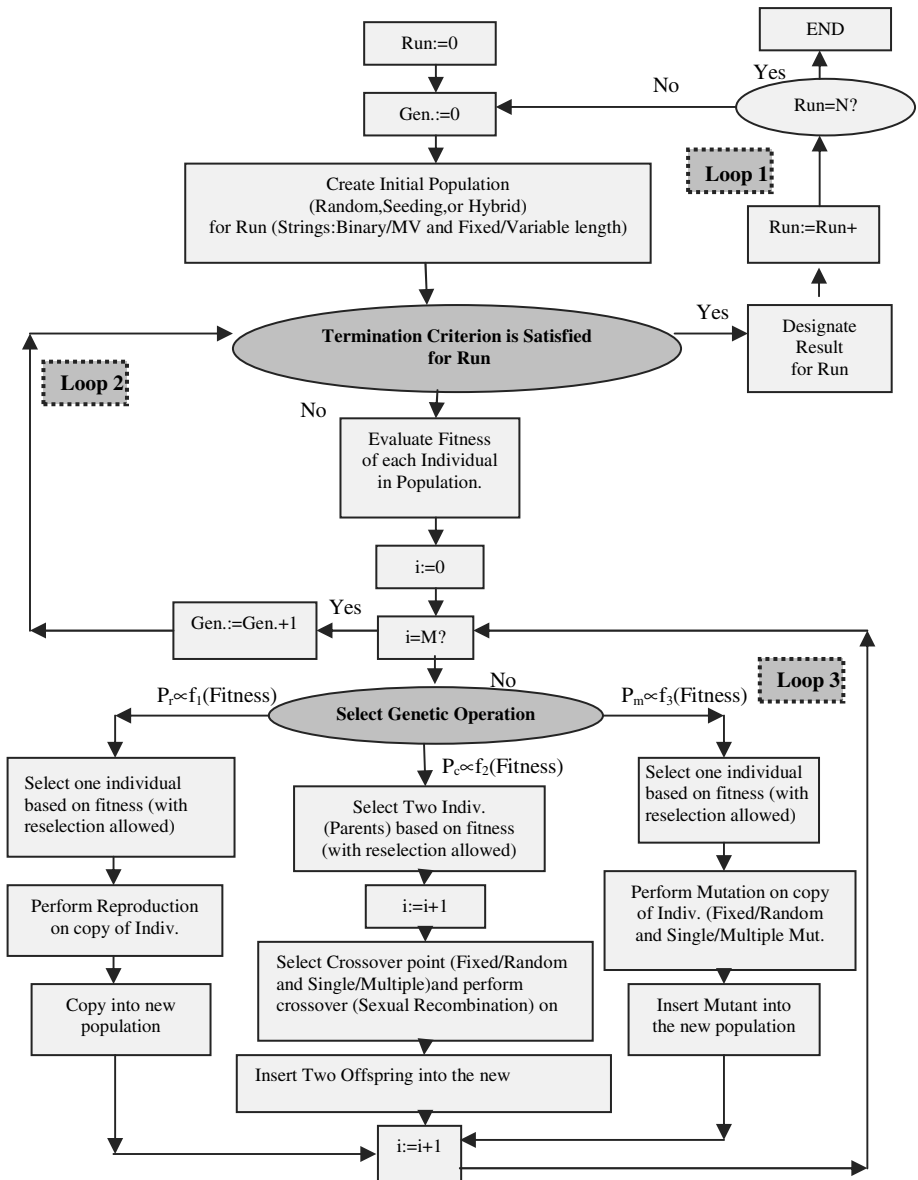 END
Run:=0
Yes
No
Run=N?
Gen.:=0
Loop 1
Create Initial Population
(Random,Seeding,or Hybrid)
for Run (Strings:Binary/MV and Fixed/Variable length)
Run:=Run+
Termination Criterion is Satisfied
for Run
Yes
Designate
Result
for Run
Loop 2
No
Evaluate Fitness
of each Individual
in Population.
i:=0
Gen.:=Gen.+1
Yes
i=M?
No
Loop 3
Pr∝f1(Fitness)
Select Genetic Operation
Pm∝f3(Fitness)
Pc∝f2(Fitness)
Select one individual
based on fitness (with
reselection allowed)
Select Two Indiv.
(Parents) based on fitness
(with reselection allowed)
Select one individual
based on fitness (with
reselection allowed)
Perform Reproduction
on copy of Indiv.
i:=i+1
Perform Mutation on copy
of Indiv. (Fixed/Random
and Single/Multiple Mut.
Select Crossover point (Fixed/Random
and Single/Multiple)and perform
crossover (Sexual Recombination) on
Copy into new
population
Insert Mutant into
the new population
Insert Two Offspring into the new
i:=i+1